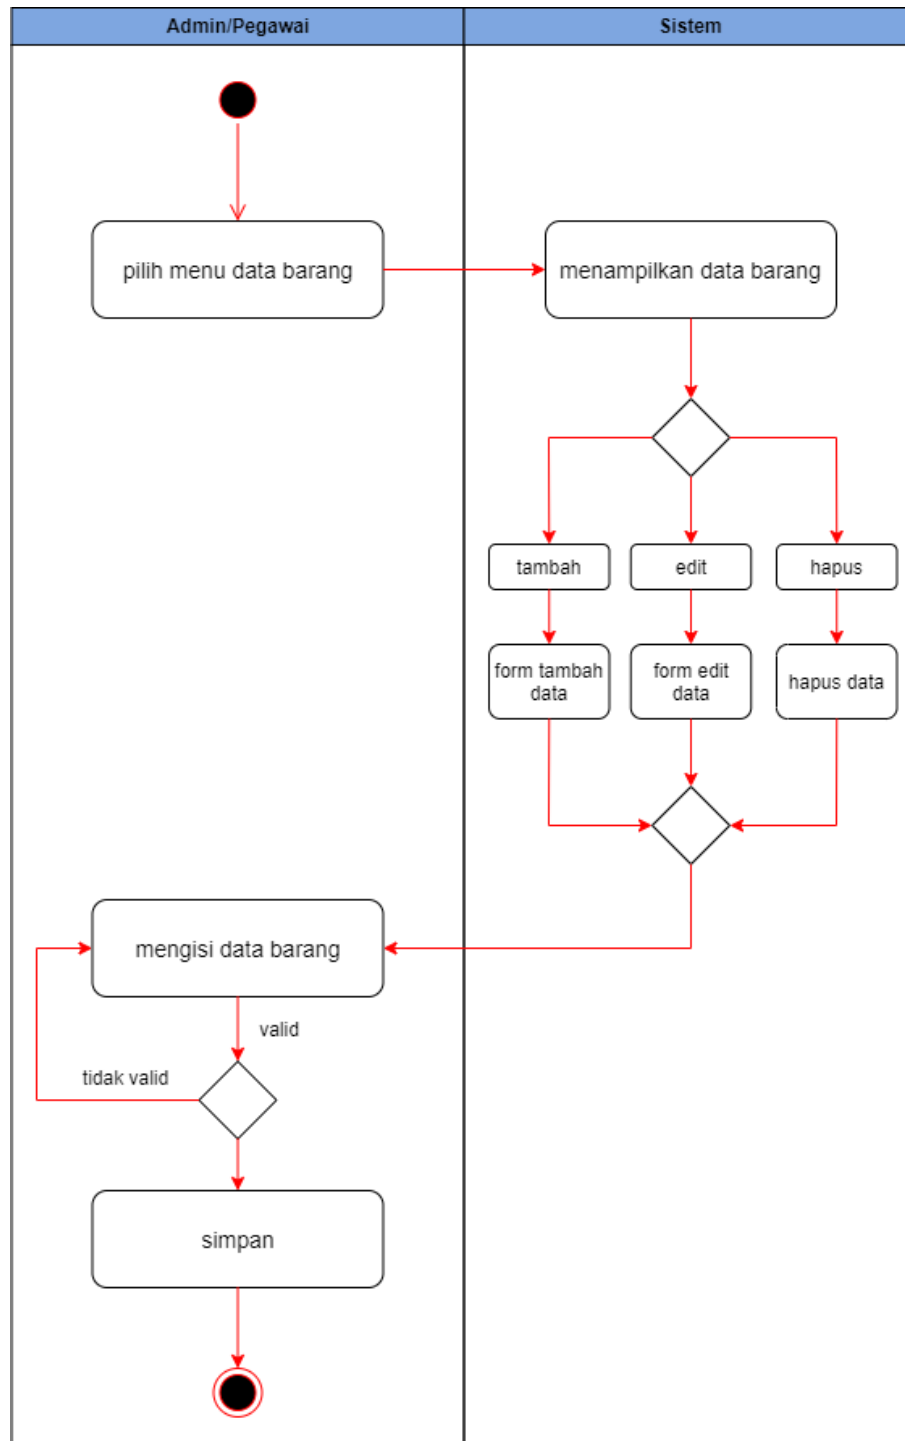 Admin/Pegawai
Sistem
pilih menu data barang
menampilkan data barang
tambah
edit
hapus
form tambah
data
form edit
data
hapus data
mengisi data barang
valid
tidak valid
simpan